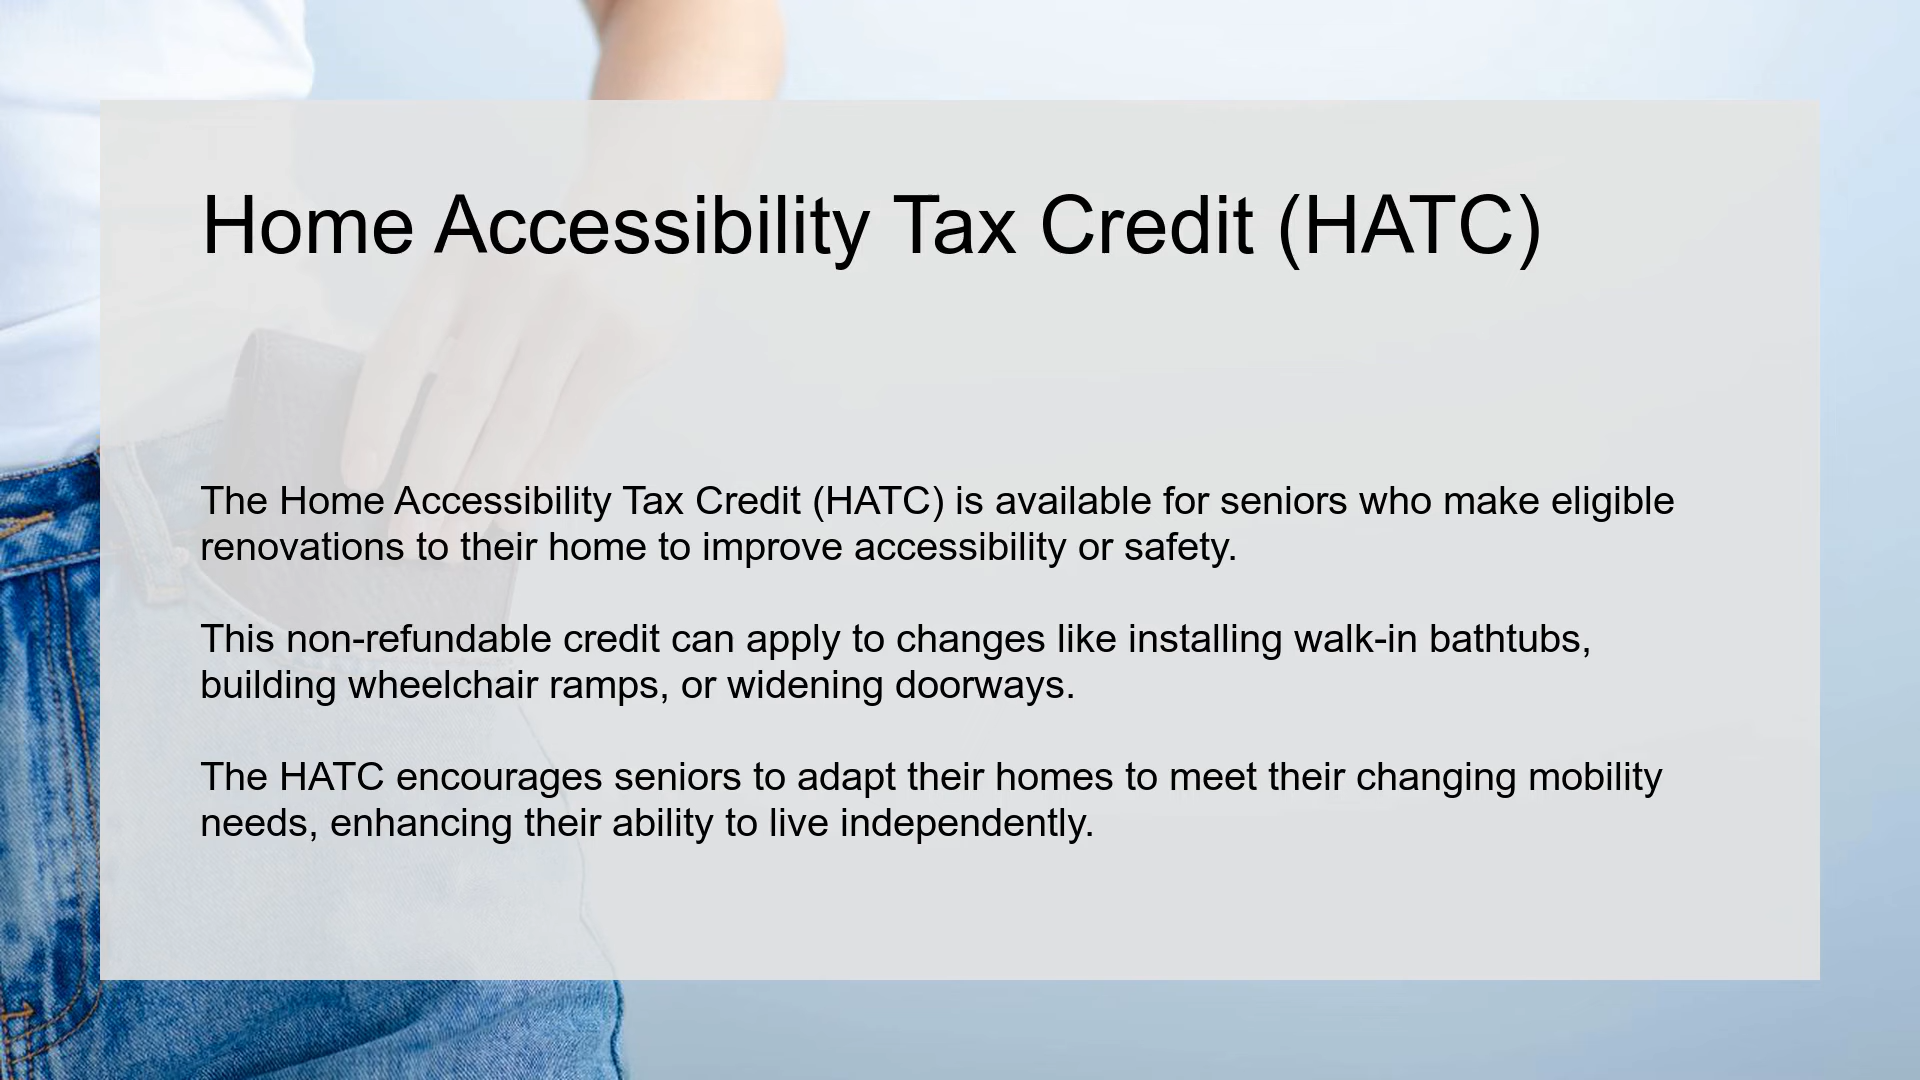 Home Accessibility Tax Credit (HATC)
The Home Accessibility Tax Credit (HATC) is available for seniors who make eligible
renovations to their home to improve accessibility or safety.
This non-refundable credit can apply to changes like installing walk-in bathtubs,
building wheelchair ramps, or widening doorways.
The HATC encourages seniors to adapt their homes to meet their changing mobility
needs, enhancing their ability to live independently.